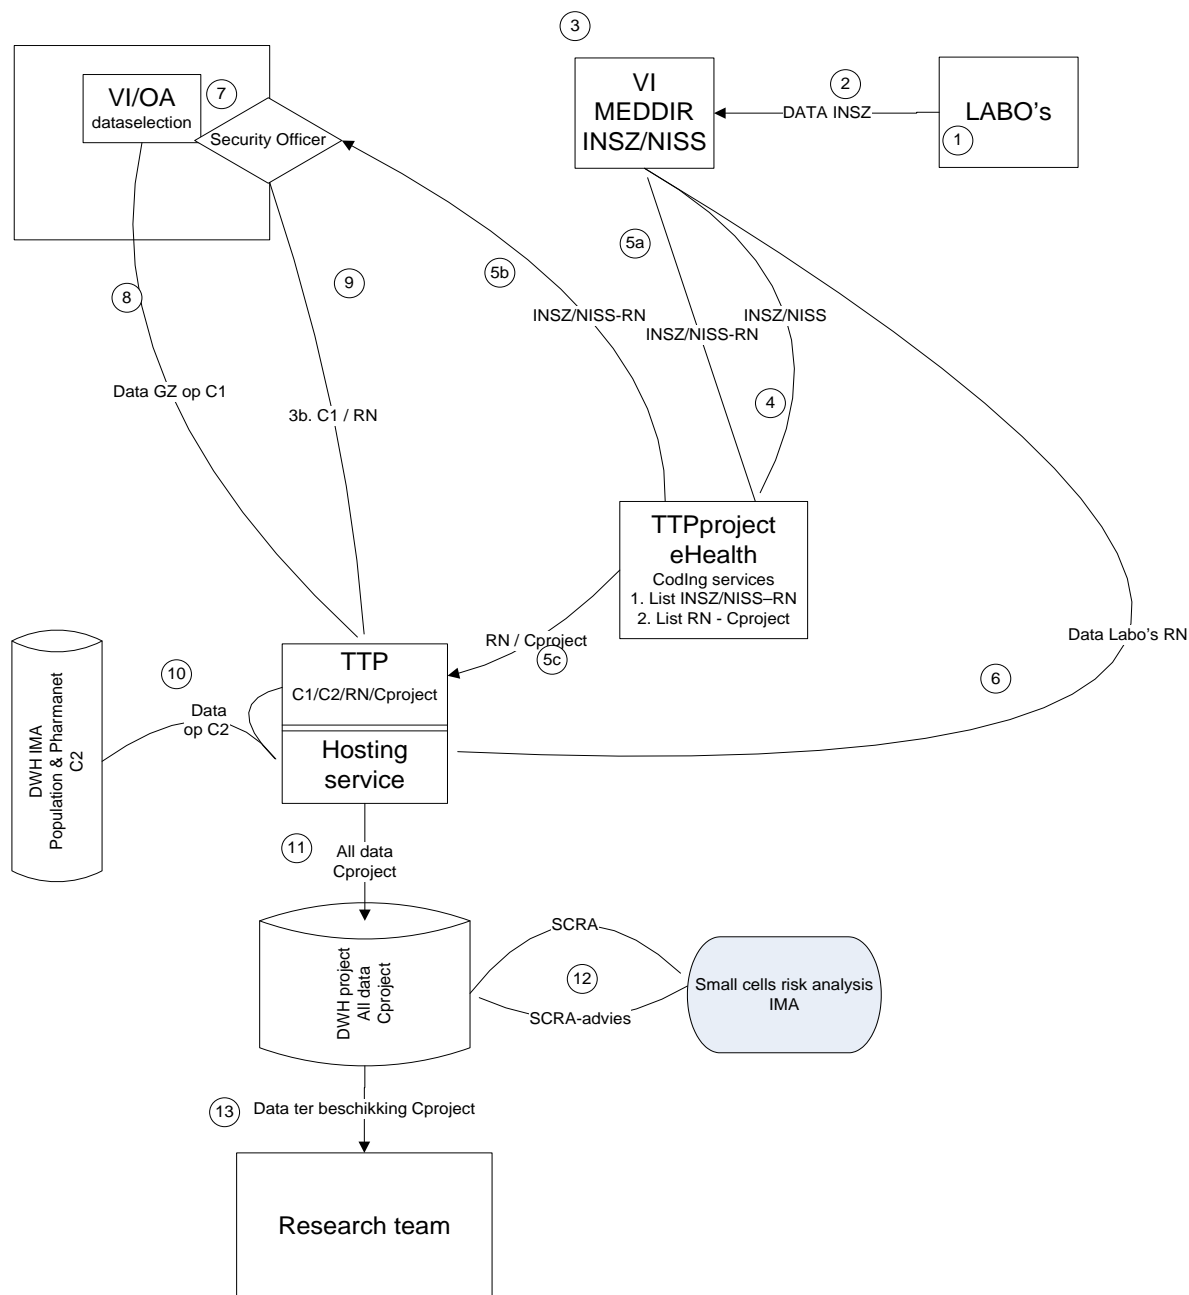 3
VI
MEDDIR
INSZ/NISS
2
DATA INSZ
LABO's
1
VI/OA
dataselection
7
Security Officer
5a
5b
9
8
INSZ/NISS-RN
INSZ/NISS-RN
INSZ/NISS
4
Data GZ op C1
3b. C1 / RN
TTPproject
eHealth
CodIng services
1. List INSZ/NISS–RN
2. List RN - Cproject
RN / Cproject
5c
Data Labo's RN
6
TTP
C1/C2/RN/Cproject
Hosting
service
10
Data
op C2
DWH IMA
Population & Pharmanet
C2
11
All data
Cproject
DWH project
All data
Cproject
SCRA
12
SCRA-advies
Small cells risk analysis
IMA
13
Data ter beschikking Cproject
Research team